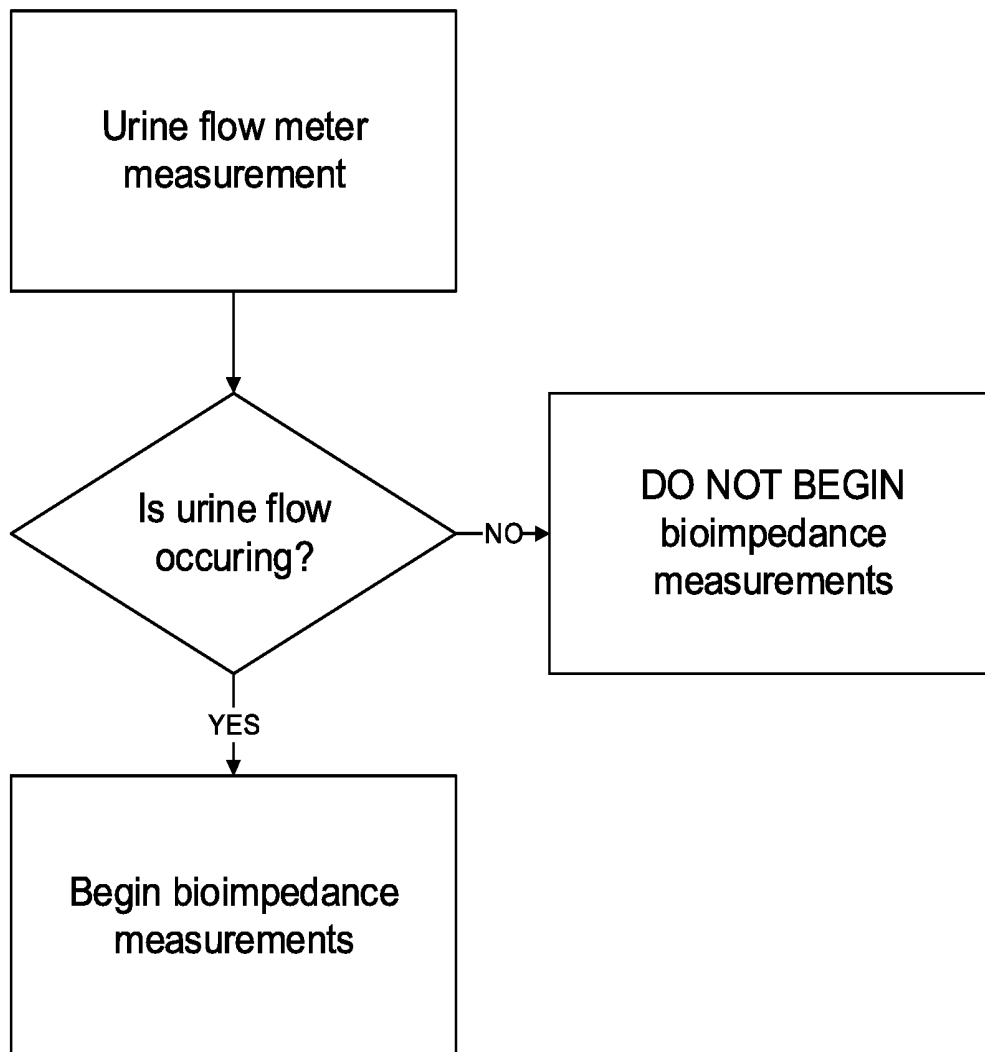 Urine flow meter
measurement
Is urine flow
occuring?
NO
DO NOT BEGIN
bioimpedance
measurements
YES
Begin bioimpedance
measurements